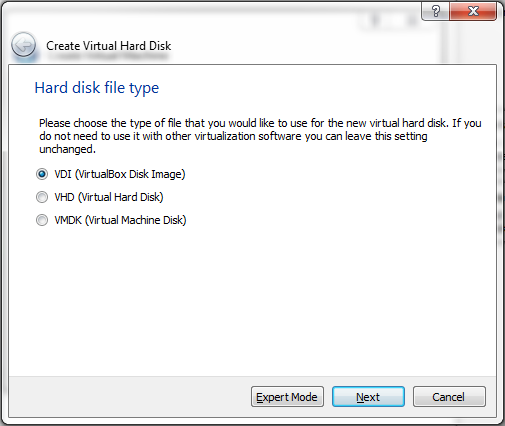 ?
Create Virtual Hard Disk
Hard disk file type
Please choose the type of file that you would like to use for the new virtual hard disk. If you
do not need to use it with other virtualization software you can leave this setting
unchanged.
VDI (VirtualBox Disk Image)
VHD (Virtual Hard Disk)
VMDK (Virtual Machine Disk)
Expert Mode Next Cancel